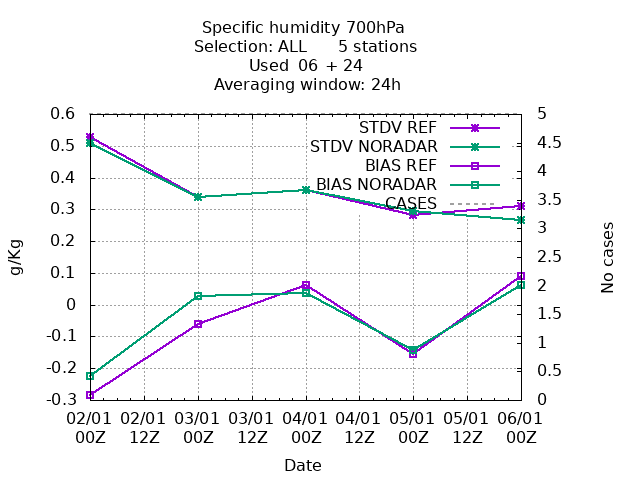 Specific humidity 700hPa
Selection: ALL      5 stations
Used  06 + 24
Averaging window: 24h
STDV REF
STDV NORADAR
BIAS REF
BIAS NORADAR
CASES
g/Kg
0.6
0.5
0.4
0.3
0.2
0.1
0
-0.1
-0.2
-0.3
No cases
5
4.5
4
3.5
3
2.5
2
1.5
1
0.5
0
02/01 02/01 03/01 03/01 04/01 04/01 05/01 05/01 06/01
00Z 12Z 00Z 12Z 00Z 12Z 00Z 12Z 00Z
Date